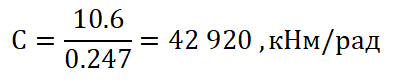 C = 10.6 / 0.247 = 42 920 , кНм/рад